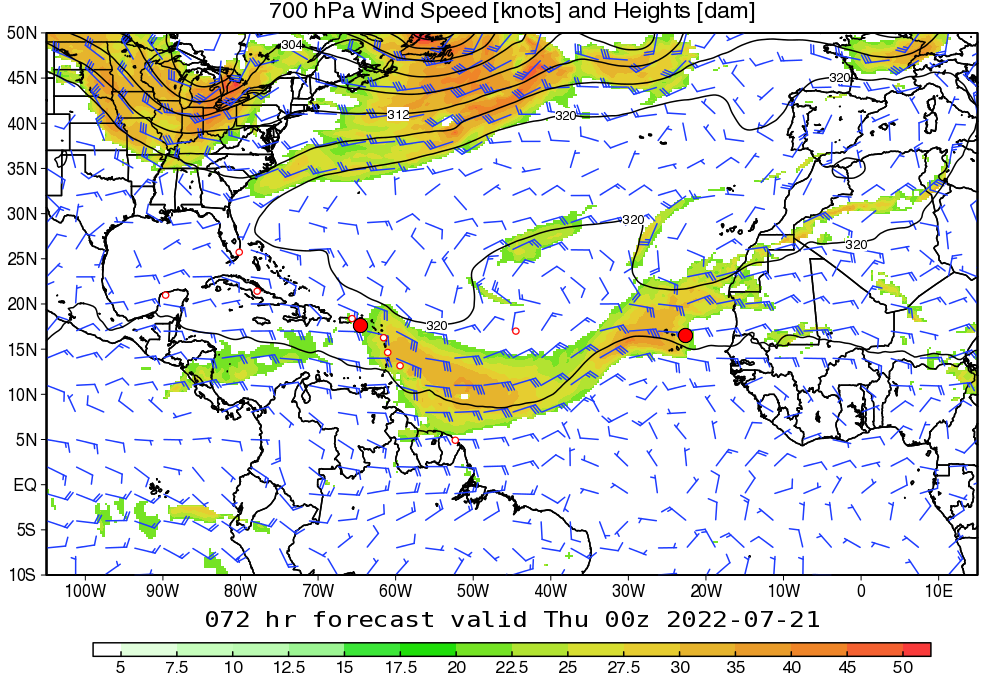 700 hPa Wind Speed [knots] and Heights [dam]
50N
45N
40N
35N
30N
25N
20N
15N
10N
5N
EQ
5S
10S
304
320
312
320
320
320
320
100W 90W 80W 70W 60W 50W 40W 30W 20W 10W 0 10E
072 hr forecast valid Thu 00z 2022-07-21
5 7.5 10 12.5 15 17.5 20 22.5 25 27.5 30 35 40 45 50